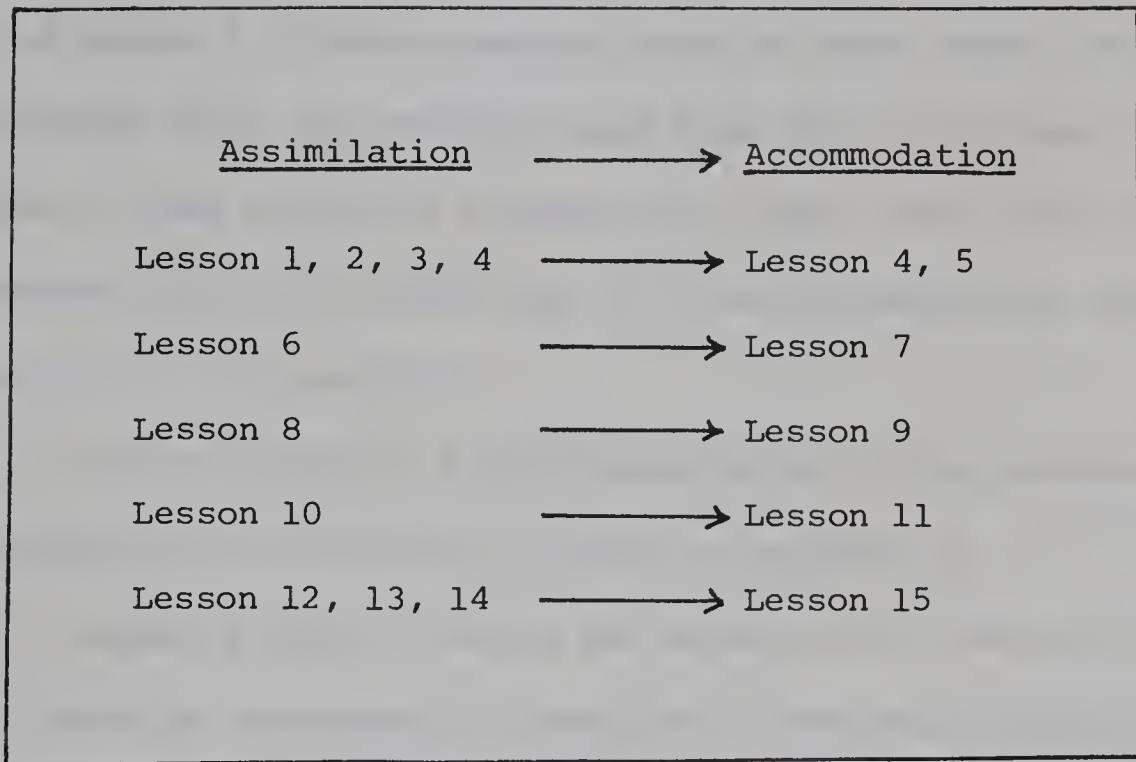 Assimilation ⟶ Accommodation
Lesson 1, 2, 3, 4 ⟶ Lesson 4, 5
Lesson 6 ⟶ Lesson 7
Lesson 8 ⟶ Lesson 9
Lesson 10 ⟶ Lesson 11
Lesson 12, 13, 14 ⟶ Lesson 15